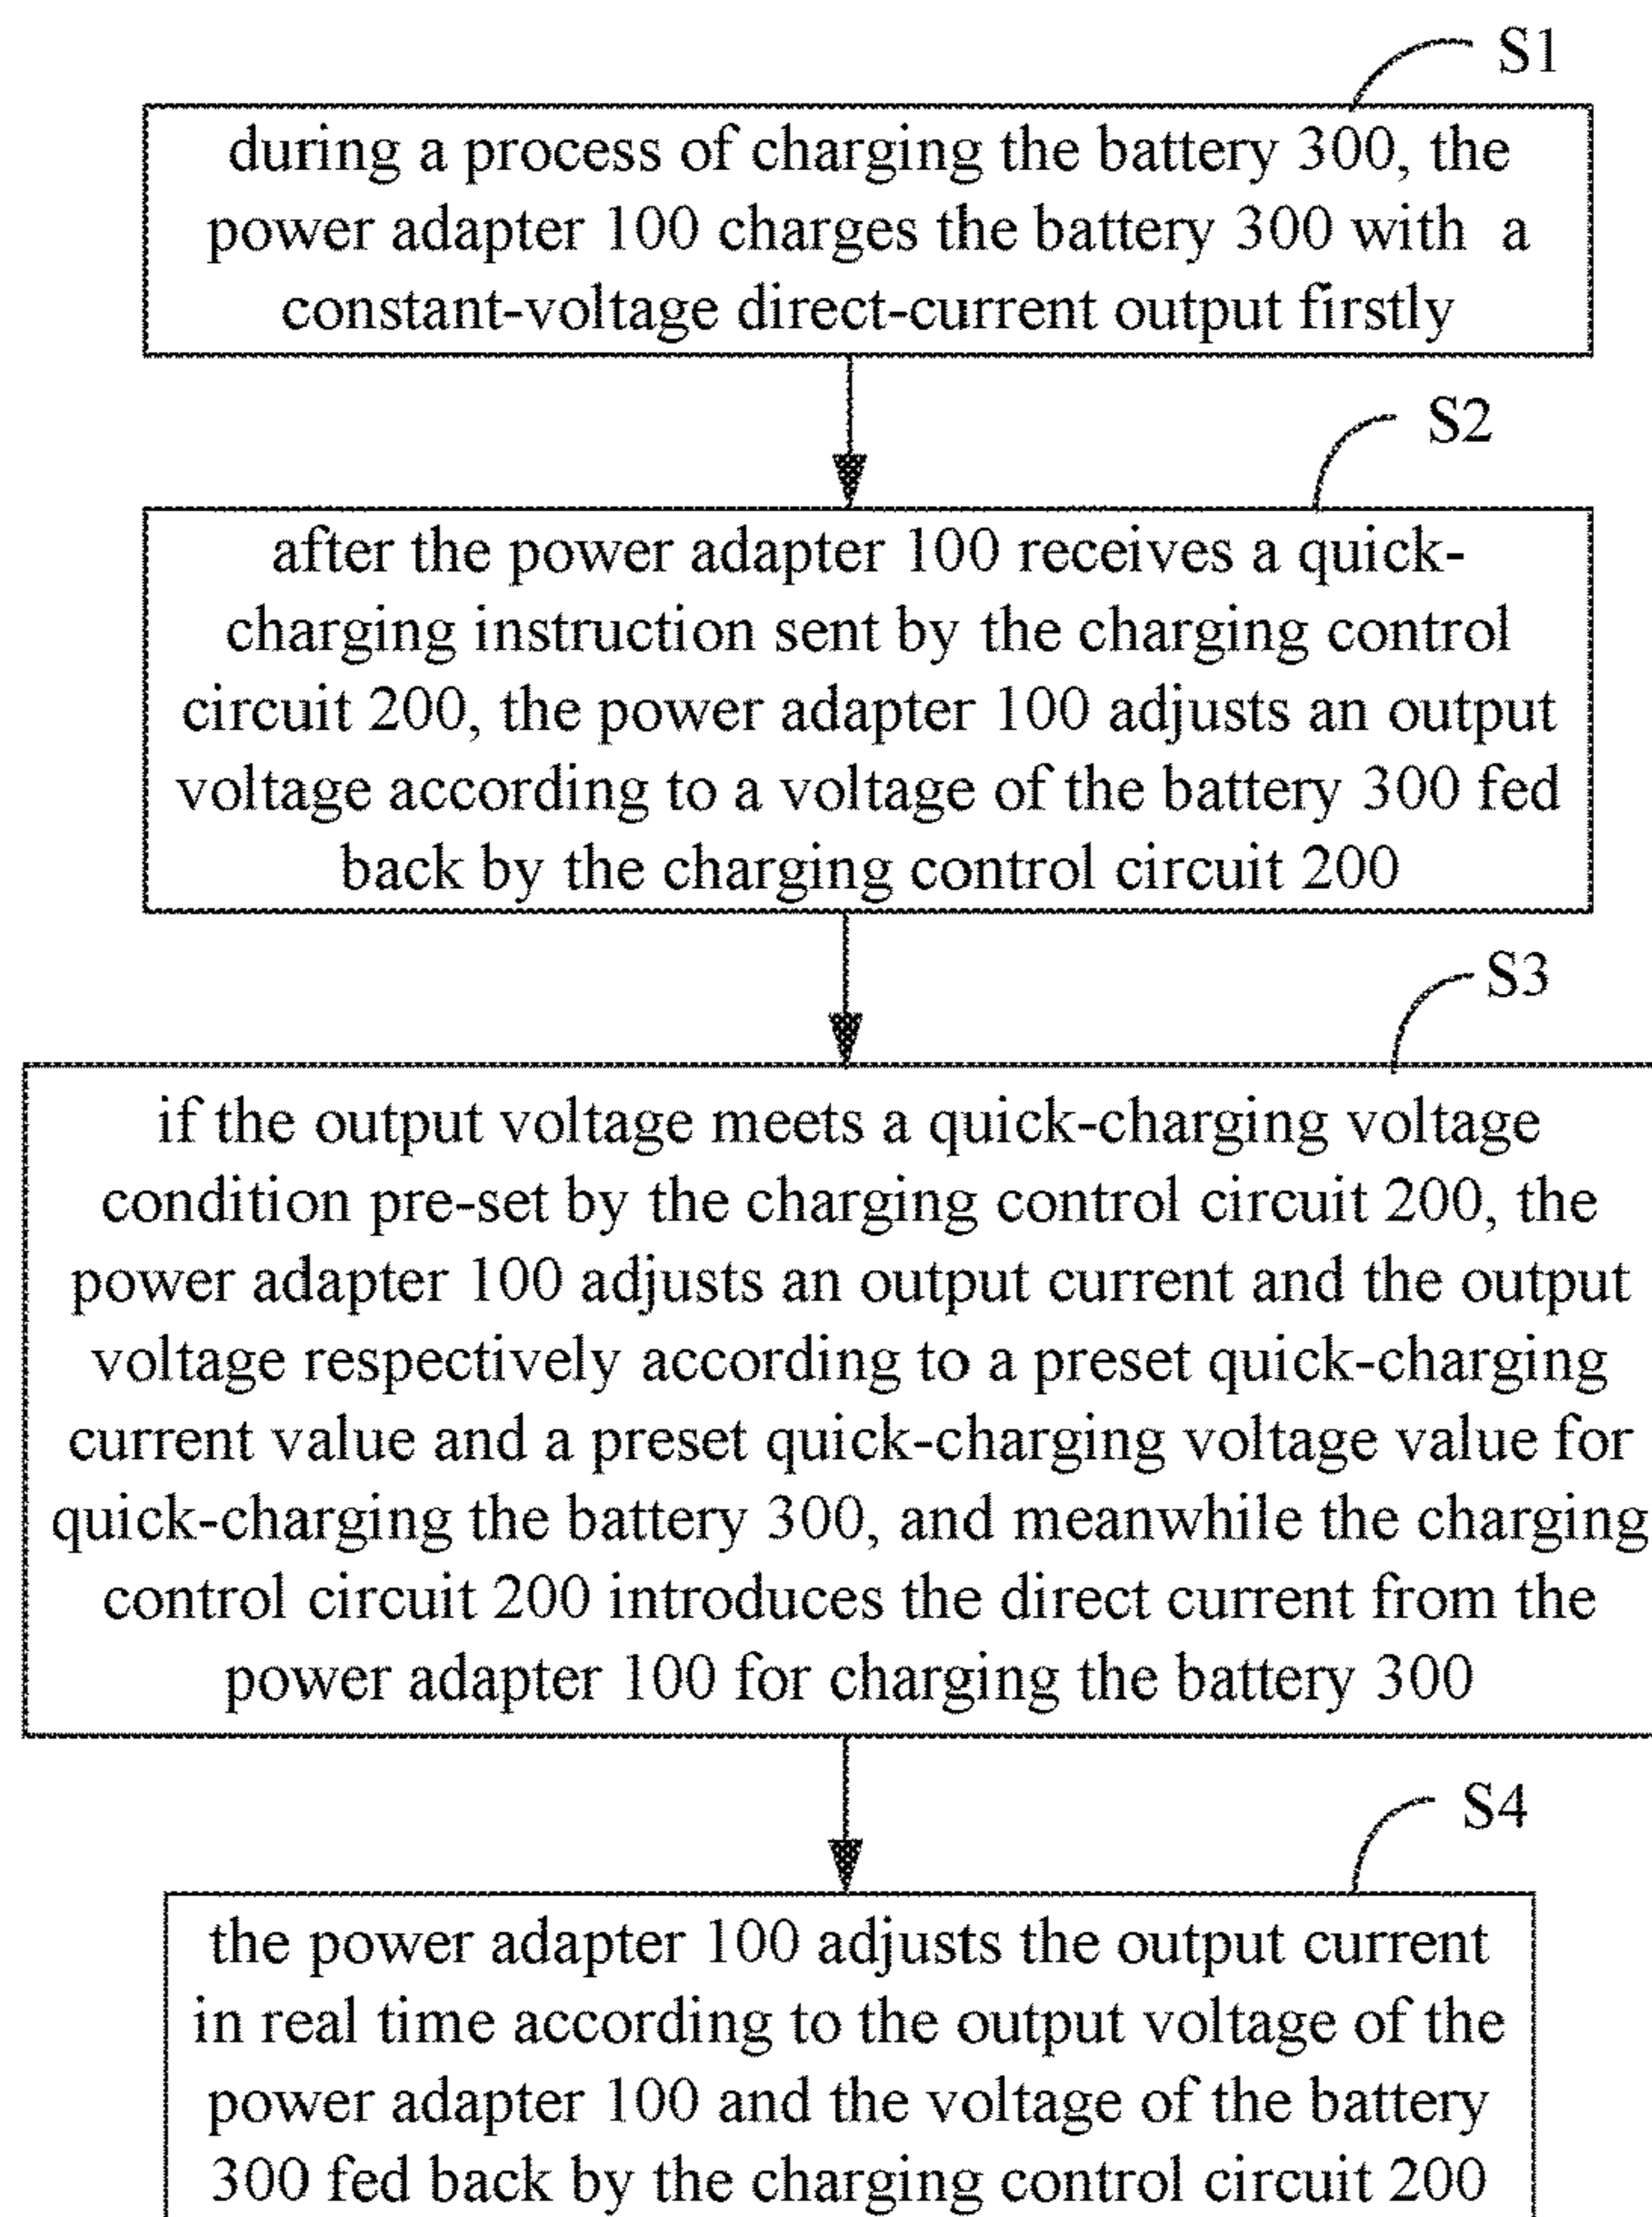 S1
during a process of charging the battery 300, the
power adapter 100 charges the battery 300 with a
constant-voltage direct-current output firstly
S2
after the power adapter 100 receives a quick-
charging instruction sent by the charging control
circuit 200, the power adapter 100 adjusts an output
voltage according to a voltage of the battery 300 fed
back by the charging control circuit 200
S3
if the output voltage meets a quick-charging voltage
condition pre-set by the charging control circuit 200, the
power adapter 100 adjusts an output current and the output
voltage respectively according to a preset quick-charging
current value and a preset quick-charging voltage value for
quick-charging the battery 300, and meanwhile the charging
control circuit 200 introduces the direct current from the
power adapter 100 for charging the battery 300
S4
the power adapter 100 adjusts the output current
in real time according to the output voltage of the
power adapter 100 and the voltage of the battery
300 fed back by the charging control circuit 200